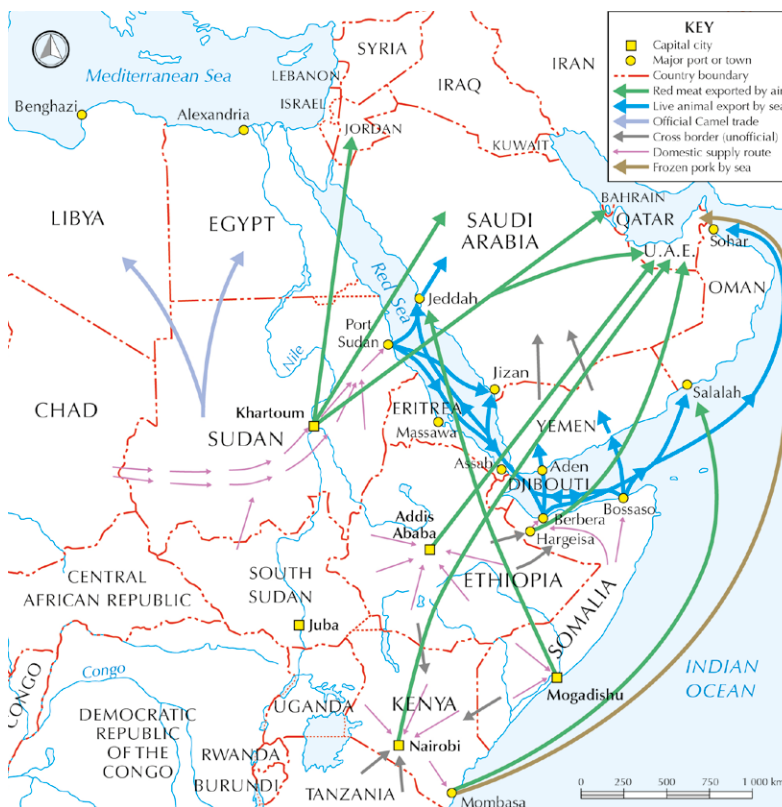 KEY
Capital city
Major port or town
Country boundary
Red meat exported by air
Live animal export by sea
Official Camel trade
Cross border (unofficial)
Domestic supply route
Frozen pork by sea
SYRIA
IRAN
Mediterranean Sea
LEBANON
IRAQ
Benghazi
ISRAEL
Alexandria
JORDAN
KUWAIT
BAHRAIN
QATAR
LIBYA
EGYPT
SAUDI
ARABIA
Sohar
U.A.E.
Red Sea
OMAN
Jeddah
Port
Sudan
Nile
Jizan
Salalah
CHAD
ERITREA
Khartoum
YEMEN
Massawa
SUDAN
Assab
Aden
DJIBOUTI
Bossaso
Addis
Ababa
Berbera
Hargeisa
CENTRAL
AFRICAN REPUBLIC
SOUTH
SUDAN
ETHIOPIA
SOMALIA
Juba
CONGO
Congo
INDIAN
OCEAN
UGANDA
KENYA
Mogadishu
DEMOCRATIC
REPUBLIC
OF THE
CONGO
RWANDA
BURUNDI
Nairobi
TANZANIA
Mombasa
0 250 500 750 1 000 km